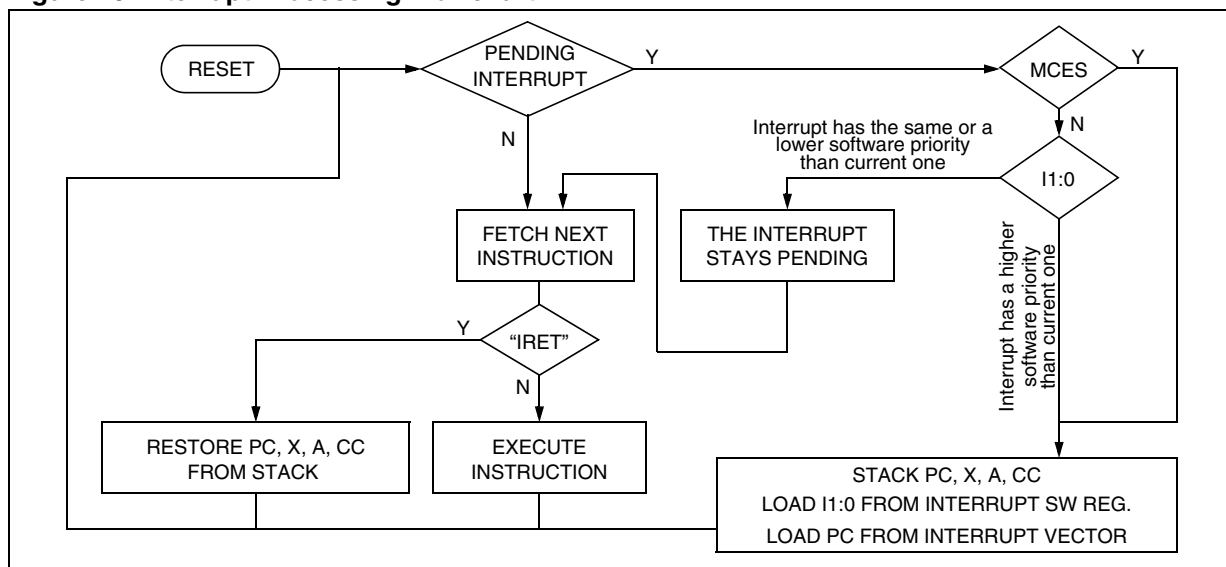 RESET
PENDING
INTERRUPT
Y
MCES
Y
N
N
Interrupt has the same or a
lower software priority
than current one
I1:0
FETCH NEXT
INSTRUCTION
THE INTERRUPT
STAYS PENDING
Interrupt has a higher
software priority
than current one
Y
“IRET”
N
RESTORE PC, X, A, CC
FROM STACK
EXECUTE
INSTRUCTION
STACK PC, X, A, CC
LOAD I1:0 FROM INTERRUPT SW REG.
LOAD PC FROM INTERRUPT VECTOR